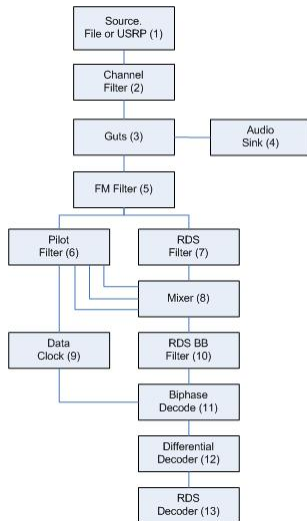 Source.
File or USRP (1)
Channel
Filter (2)
Guts (3)
Audio
Sink (4)
FM Filter (5)
Pilot
Filter (6)
RDS
Filter (7)
Mixer (8)
Data
Clock (9)
RDS BB
Filter (10)
Biphase
Decode (11)
Differential
Decoder (12)
RDS
Decoder (13)